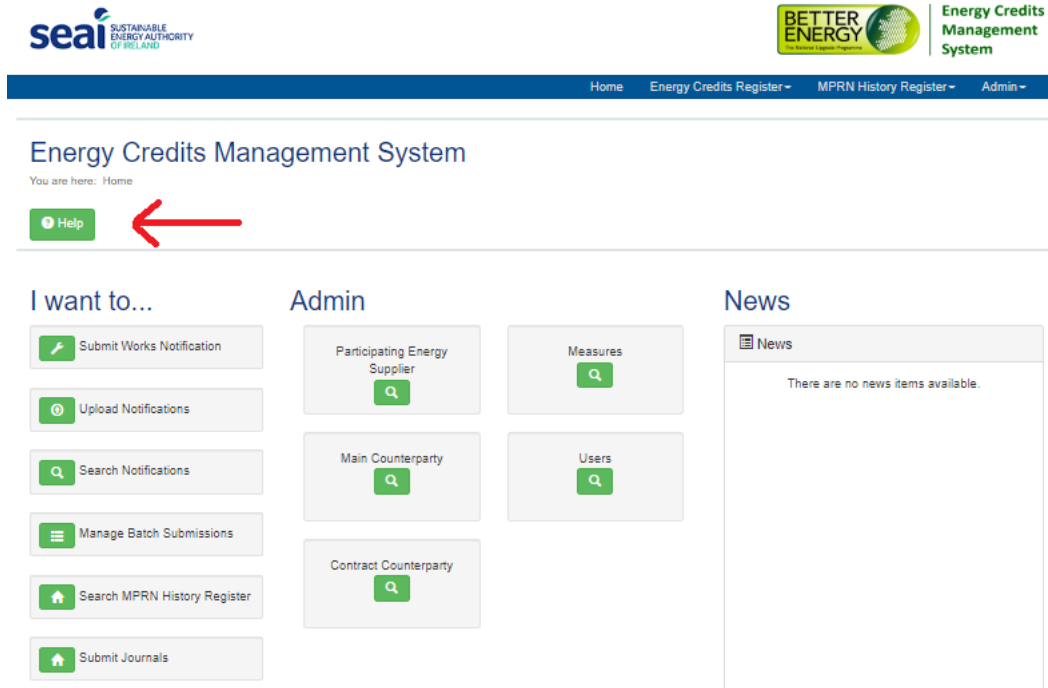 seai SUSTAINABLE
ENERGY AUTHORITY
OF IRELAND
BETTER
ENERGY
The National Upgrade Programme
Energy Credits
Management
System
Home Energy Credits Register MPRN History Register Admin
Energy Credits Management System
You are here: Home
Help
I want to...
Submit Works Notification
Upload Notifications
Search Notifications
Manage Batch Submissions
Search MPRN History Register
Submit Journals
Admin
Participating Energy
Supplier
Measures
Main Counterparty
Users
Contract Counterparty
News
News
There are no news items available.